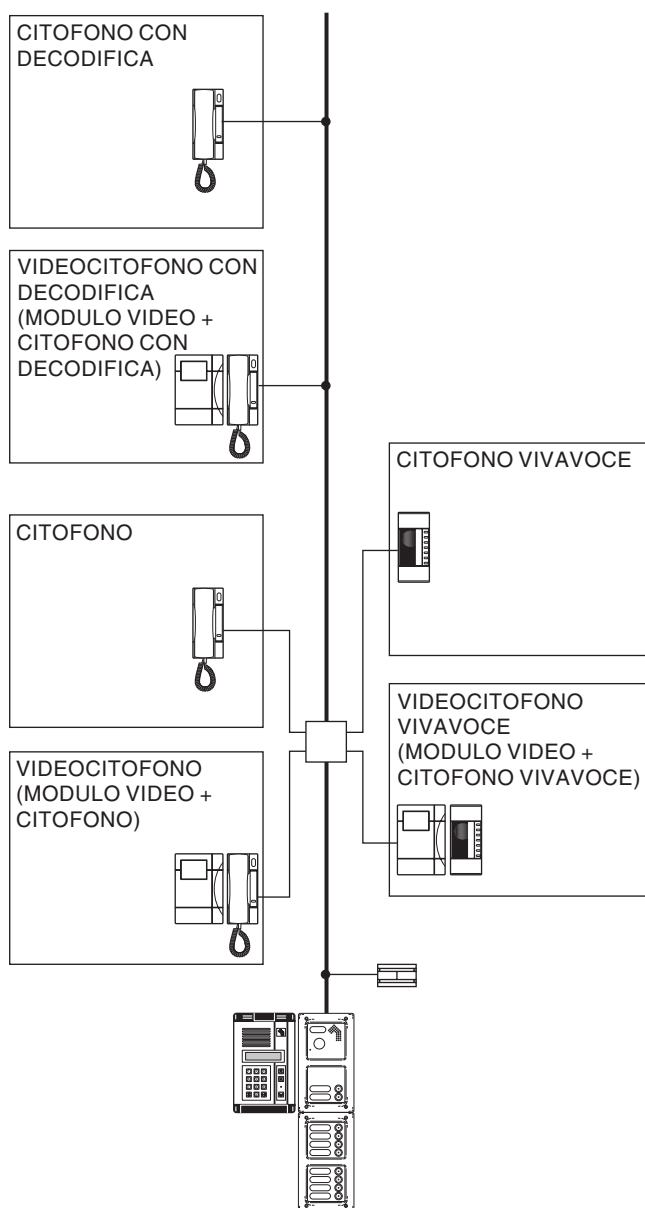 CITOFONO CON
DECODIFICA
VIDEOCITOFONO CON
DECODIFICA
(MODULO VIDEO +
CITOFONO CON
DECODIFICA)
CITOFONO
VIDEOCITOFONO
(MODULO VIDEO +
CITOFONO)
CITOFONO VIVAVOCE
VIDEOCITOFONO
VIVAVOCE
(MODULO VIDEO +
CITOFONO VIVAVOCE)